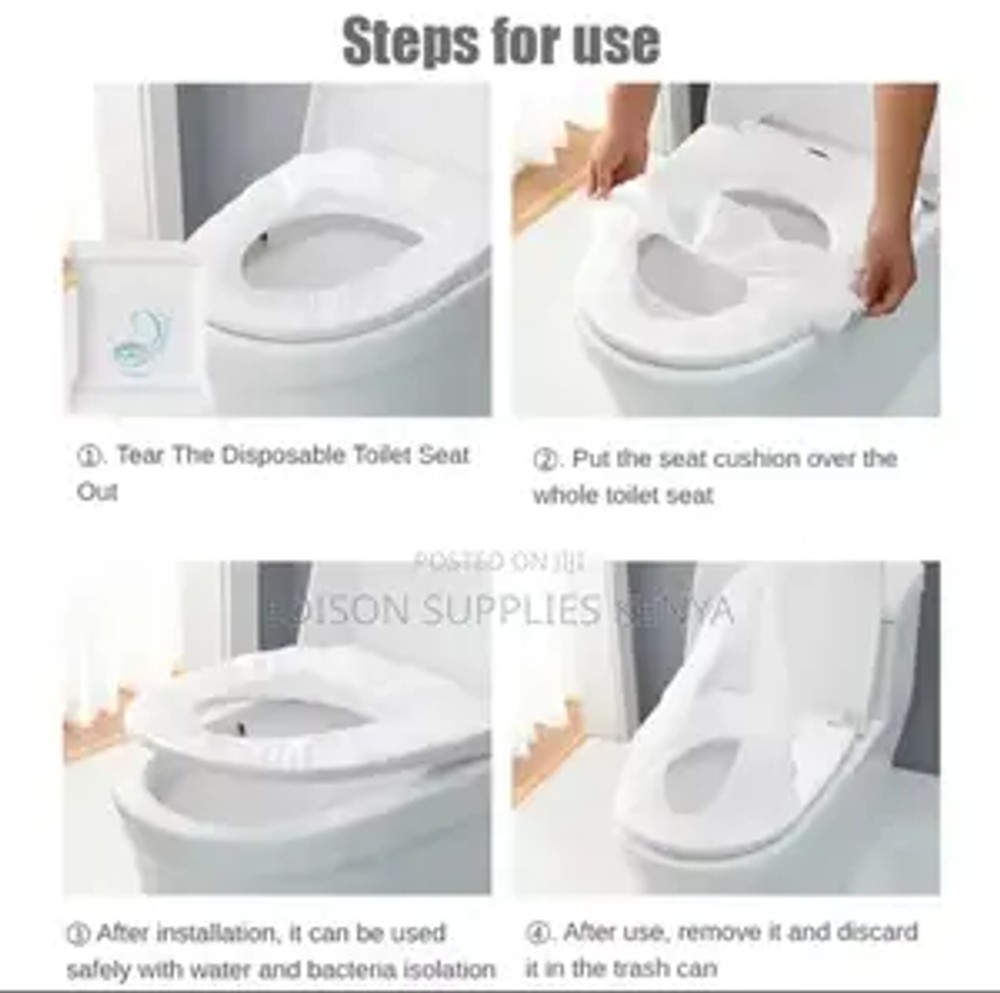 Steps for use
①. Tear The Disposable Toilet Seat
Out
②. Put the seat cushion over the
whole toilet seat
POSTED ON JIJI
EDISON SUPPLIES KENYA
③ After installation, it can be used
safely with water and bacteria isolation
④. After use, remove it and discard
it in the trash can